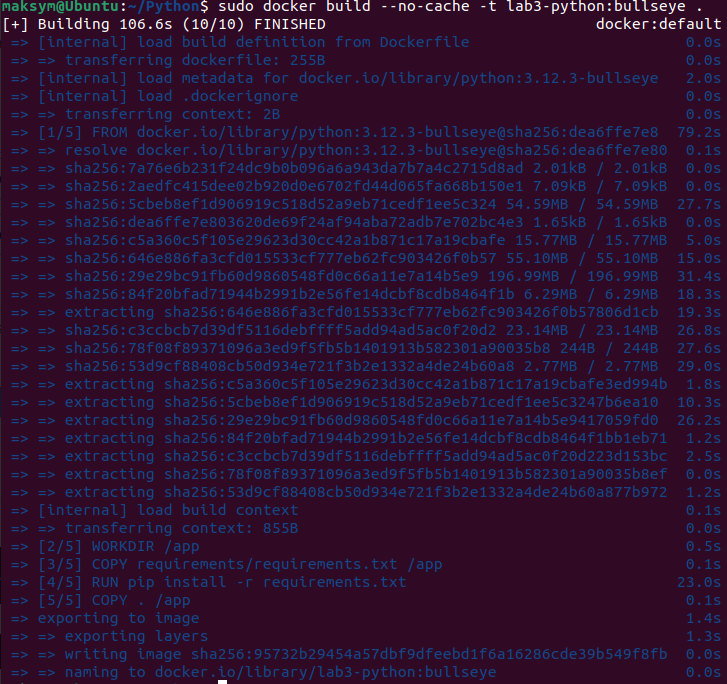 maksym@Ubuntu:~/Python$ sudo docker build --no-cache -t lab3-python:bullseye .
[+] Building 106.6s (10/10) FINISHED docker:default
=> [internal] load build definition from Dockerfile 0.0s
=> => transferring dockerfile: 255B 0.0s
=> [internal] load metadata for docker.io/library/python:3.12.3-bullseye 2.0s
=> [internal] load .dockerignore 0.0s
=> => transferring context: 2B 0.0s
=> [1/5] FROM docker.io/library/python:3.12.3-bullseye@sha256:dea6ffe7e8 79.2s
=> => resolve docker.io/library/python:3.12.3-bullseye@sha256:dea6ffe7e80 0.1s
=> => sha256:7a76e6b231f24dc9b0b096a6a943da7b7a4c2715d8ad 2.01kB / 2.01kB 0.0s
=> => sha256:2aedfc415dee02b920d0e6702fd44d065fa668b150e1 7.09kB / 7.09kB 0.0s
=> => sha256:5cbeb8ef1d906919c518d52a9eb71cedf1ee5c324 54.59MB / 54.59MB 27.7s
=> => sha256:dea6ffe7e803620de69f24af94aba72adb7e702bc4e3 1.65kB / 1.65kB 0.0s
=> => sha256:c5a360c5f105e29623d30cc42a1b871c17a19cbafe 15.77MB / 15.77MB 5.0s
=> => sha256:646e886fa3cfd015533cf777eb62fc903426f0b57 55.10MB / 55.10MB 15.0s
=> => sha256:29e29bc91fb60d9860548fd0c66a11e7a14b5e9 196.99MB / 196.99MB 31.4s
=> => sha256:84f20bfad71944b2991b2e56fe14dcbf8cdb8464f1b 6.29MB / 6.29MB 18.3s
=> => extracting sha256:646e886fa3cfd015533cf777eb62fc903426f0b57806d1cb 19.3s
=> => sha256:c3ccbcb7d39df5116debffff5add94ad5ac0f20d2 23.14MB / 23.14MB 26.8s
=> => sha256:78f08f89371096a3ed9f5fb5b1401913b582301a90035b8 244B / 244B 27.6s
=> => sha256:53d9cf88408cb50d934e721f3b2e1332a4de24b60a8 2.77MB / 2.77MB 29.0s
=> => extracting sha256:c5a360c5f105e29623d30cc42a1b871c17a19cbafe3ed994b 1.8s
=> => extracting sha256:5cbeb8ef1d906919c518d52a9eb71cedf1ee5c3247b6ea10 10.3s
=> => extracting sha256:29e29bc91fb60d9860548fd0c66a11e7a14b5e9417059fd0 26.2s
=> => extracting sha256:84f20bfad71944b2991b2e56fe14dcbf8cdb8464f1bb1eb71 1.2s
=> => extracting sha256:c3ccbcb7d39df5116debffff5add94ad5ac0f20d223d153bc 2.5s
=> => extracting sha256:78f08f89371096a3ed9f5fb5b1401913b582301a90035b8ef 0.0s
=> => extracting sha256:53d9cf88408cb50d934e721f3b2e1332a4de24b60a877b972 1.2s
=> [internal] load build context 0.1s
=> => transferring context: 855B 0.0s
=> [2/5] WORKDIR /app 0.5s
=> [3/5] COPY requirements/requirements.txt /app 0.1s
=> [4/5] RUN pip install -r requirements.txt 23.0s
=> [5/5] COPY . /app 0.1s
=> exporting to image 1.4s
=> => exporting layers 1.3s
=> => writing image sha256:95732b29454a57dbf9dfeebd1f6a16286cde39b549f8fb 0.0s
=> => naming to docker.io/library/lab3-python:bullseye 0.0s